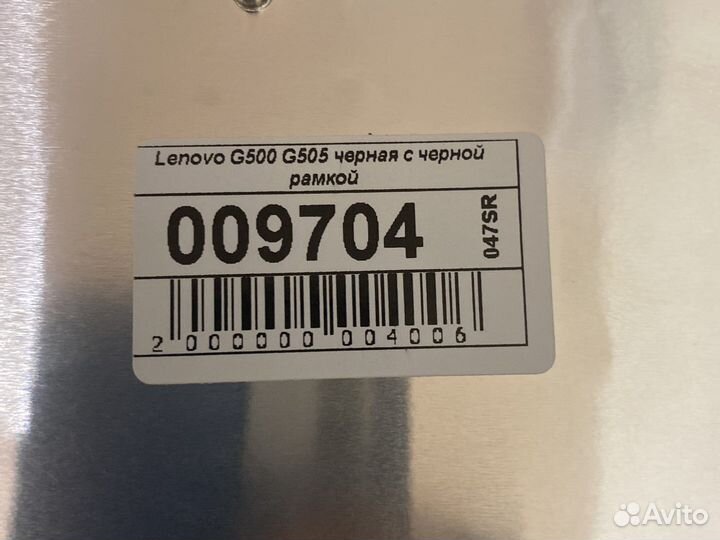 Lenovo G500 G505 черная с черной
рамкой
009704
047SR
2 000000 004006
Avito